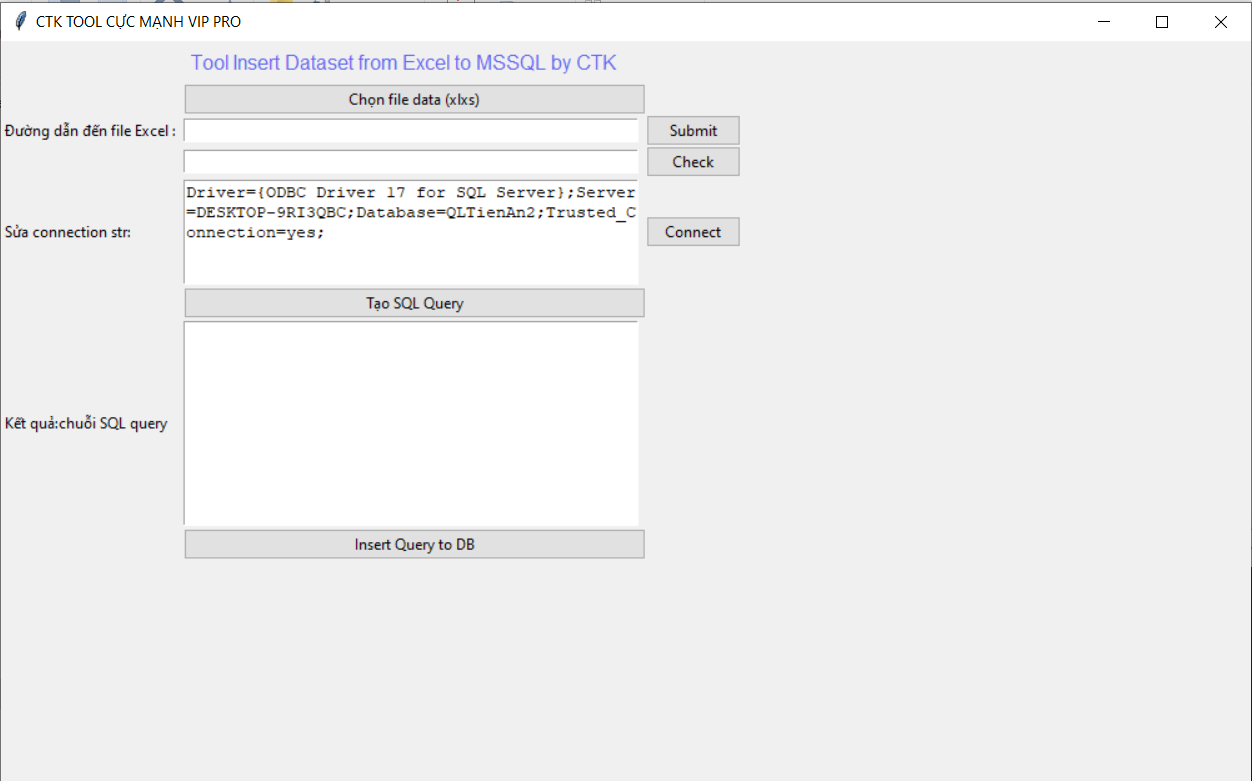 CTK TOOL CỰC MẠNH VIP PRO
Tool Insert Dataset from Excel to MSSQL by CTK
Chọn file data (xlxs)
Đường dẫn đến file Excel :
Submit
Check
Driver={ODBC Driver 17 for SQL Server};Server
=DESKTOP-9RI3QBC;Database=QLTienAn2;Trusted_C
onnection=yes;
Sửa connection str:
Connect
Tạo SQL Query
Kết quả:chuỗi SQL query
Insert Query to DB